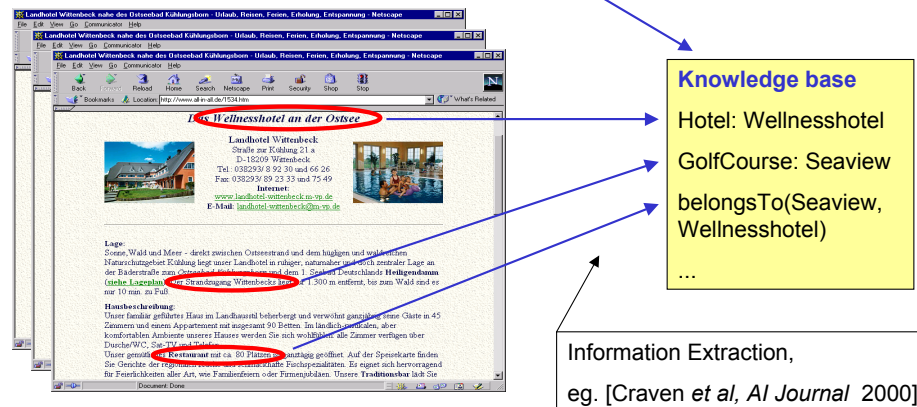 Landhotel Wittenbeck nahe des Ostseebad Kühlungsborn - Urlaub, Reisen, Ferien, Erholung, Entspannung - Netscape
File Edit View Go Communicator Help
Landhotel Wittenbeck nahe des Ostseebad Kühlungsborn - Urlaub, Reisen, Ferien, Erholung, Entspannung - Netscape
File Edit View Go Communicator Help
Landhotel Wittenbeck nahe des Ostseebad Kühlungsborn - Urlaub, Reisen, Ferien, Erholung, Entspannung - Netscape
File Edit View Go Communicator Help
Back Forward Reload Home Search Netscape Print Security Shop Stop
Bookmarks Location: http://www.all-in-all.de/1534.htm What's Related
Das Wellnesshotel an der Ostsee
Landhotel Wittenbeck
Straße zur Kühlung 21 a
D-18209 Wittenbeck
Tel.: 038293/ 8 92 30 und 66 26
Fax: 038293/ 89 23 33 und 75 49
Internet:
www.landhotel-wittenbeck.m-vp.de
E-Mail: landhotel-wittenbeck@m-vp.de
Lage:
Sonne,Wald und Meer - direkt zwischen Ostseestrand und dem hügligen und waldreichen
Naturschutzgebiet Kühlung liegt unser Landhotel in ruhiger, naturnaher und doch zentraler Lage an
der Bäderstraße zum Ostseebad Kühlungsborn und dem 1. Seebad Deutschlands Heiligendamm
(siehe Lageplan). Der Strandzugang Wittenbecks liegt 1.300 m entfernt, bis zum Wald sind es
nur 10 min. zu Fuß.
Hausbeschreibung:
Unser familiär geführtes Haus im Landhausstil beherbergt und verwöhnt ganzjährig seine Gäste in 45
Zimmern und einem Appartement mit insgesamt 90 Betten. Im ländlich-rustikalen, aber
komfortablen Ambiente unseres Hauses werden Sie sich wohlfühlen: alle Zimmer verfügen über
Dusche/WC, Sat-TV und Telefon.
Unser gemütliches Restaurant mit ca. 80 Plätzen ist ganztägig geöffnet. Auf der Speisekarte finden
Sie Gerichte der regionalen Küche und schmackhafte Fischspezialitäten. Es eignet sich hervorragend
für Feierlichkeiten aller Art, wie Familienfeiern oder Firmenjubiläen. Unsere Traditionsbar lädt Sie
Document: Done
Knowledge base
Hotel: Wellnesshotel
GolfCourse: Seaview
belongsTo(Seaview,
Wellnesshotel)
...
Information Extraction,
eg. [Craven et al, AI Journal 2000]